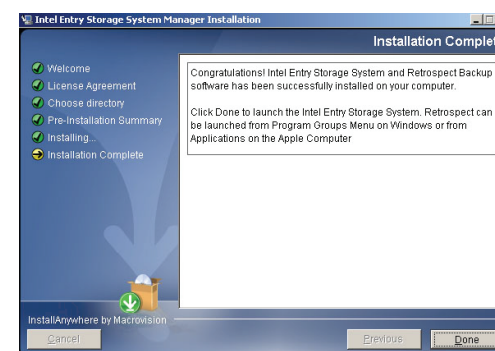 Intel Entry Storage System Manager Installation
Installation Complet
Welcome
License Agreement
Choose directory
Pre-Installation Summary
Installing...
Installation Complete
Congratulations! Intel Entry Storage System and Retrospect Backup
software has been successfully installed on your computer.
Click Done to launch the Intel Entry Storage System. Retrospect can
be launched from Program Groups Menu on Windows or from
Applications on the Apple Computer
InstallAnywhere by Macrovision
Cancel
Previous
Done